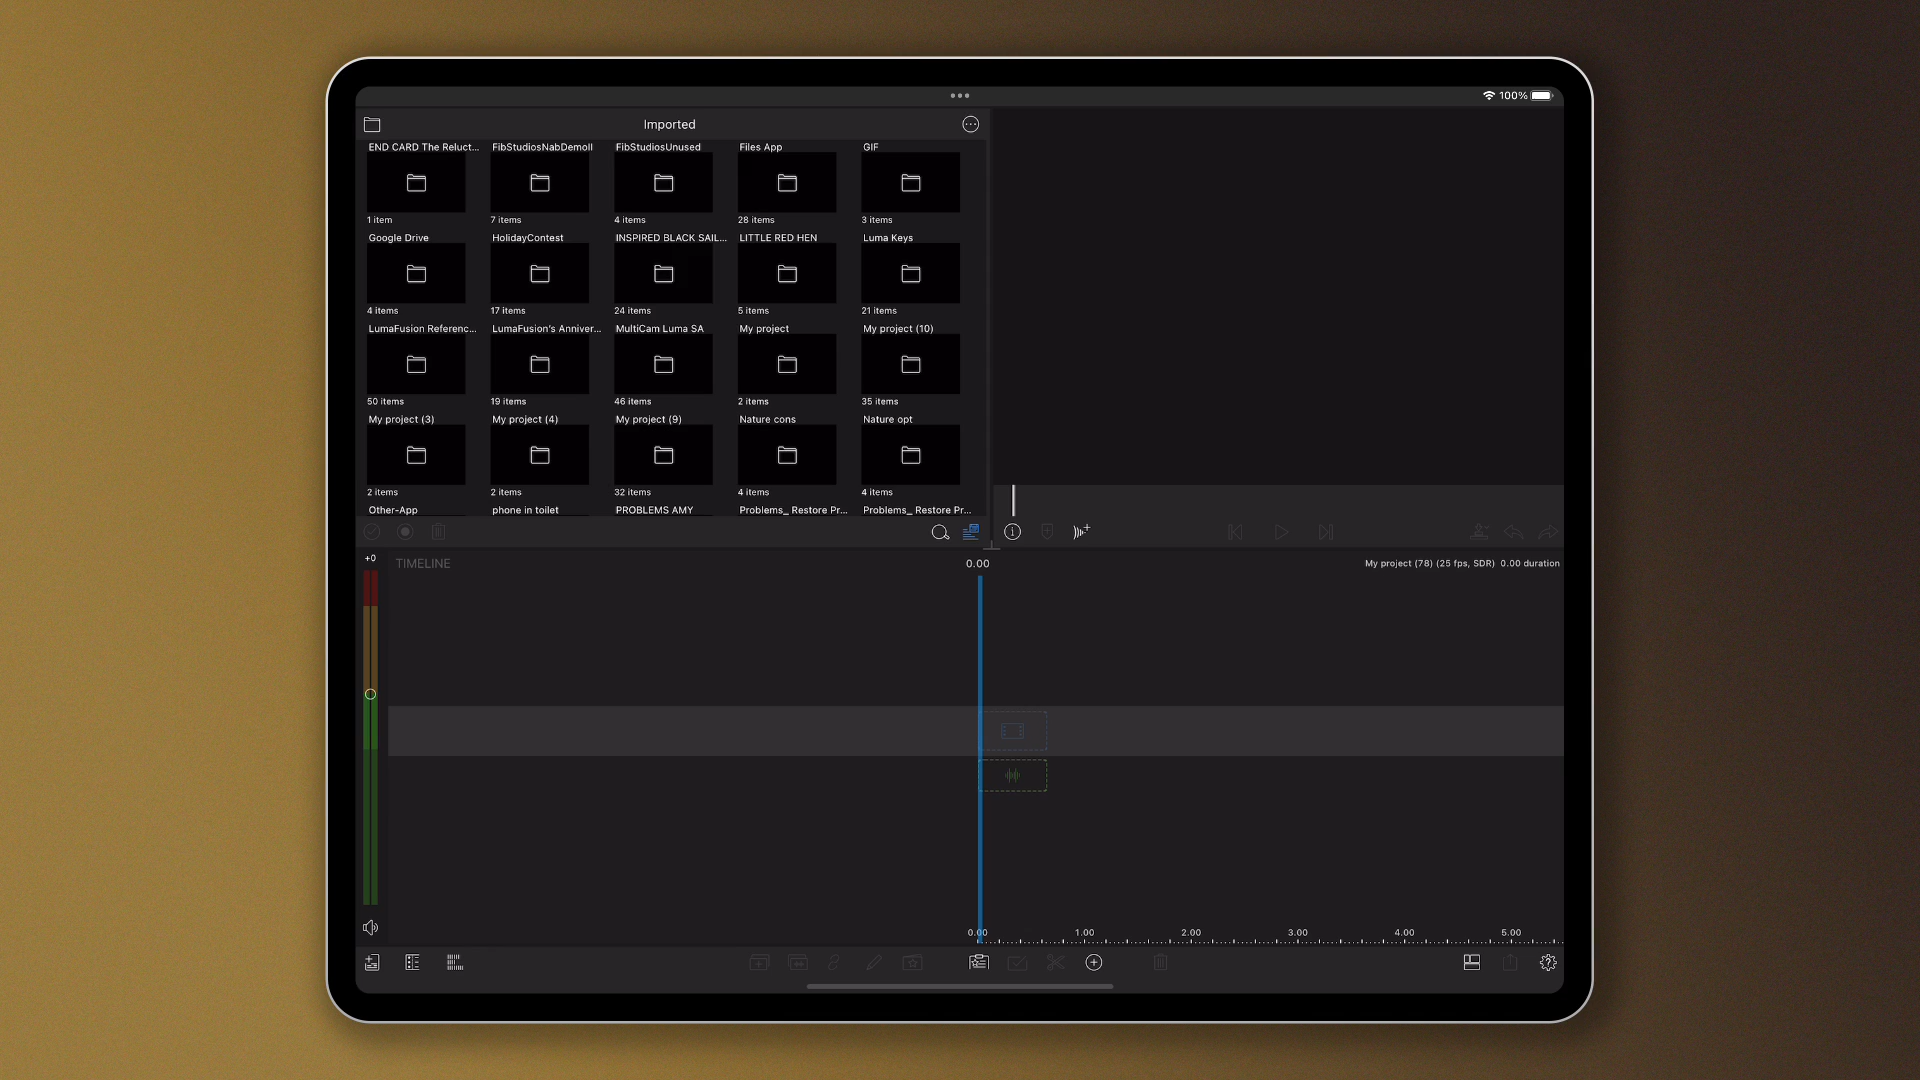 100%
Imported
END CARD The Reluct... FibStudiosNabDemoII FibStudiosUnused Files App GIF
1 item 7 items 4 items 28 items 3 items
Google Drive HolidayContest INSPIRED BLACK SAIL... LITTLE RED HEN Luma Keys
4 items 17 items 24 items 5 items 21 items
LumaFusion Referenc... LumaFusion's Anniver... MultiCam Luma SA My project My project (10)
50 items 19 items 46 items 2 items 35 items
My project (3) My project (4) My project (9) Nature cons Nature opt
2 items 2 items 32 items 4 items 4 items
Other-App phone in toilet PROBLEMS AMY Problems_ Restore Pr... Problems_ Restore Pr...
+0 TIMELINE 0.00 My project (78) (25 fps, SDR) 0.00 duration
0.00 1.00 2.00 3.00 4.00 5.00